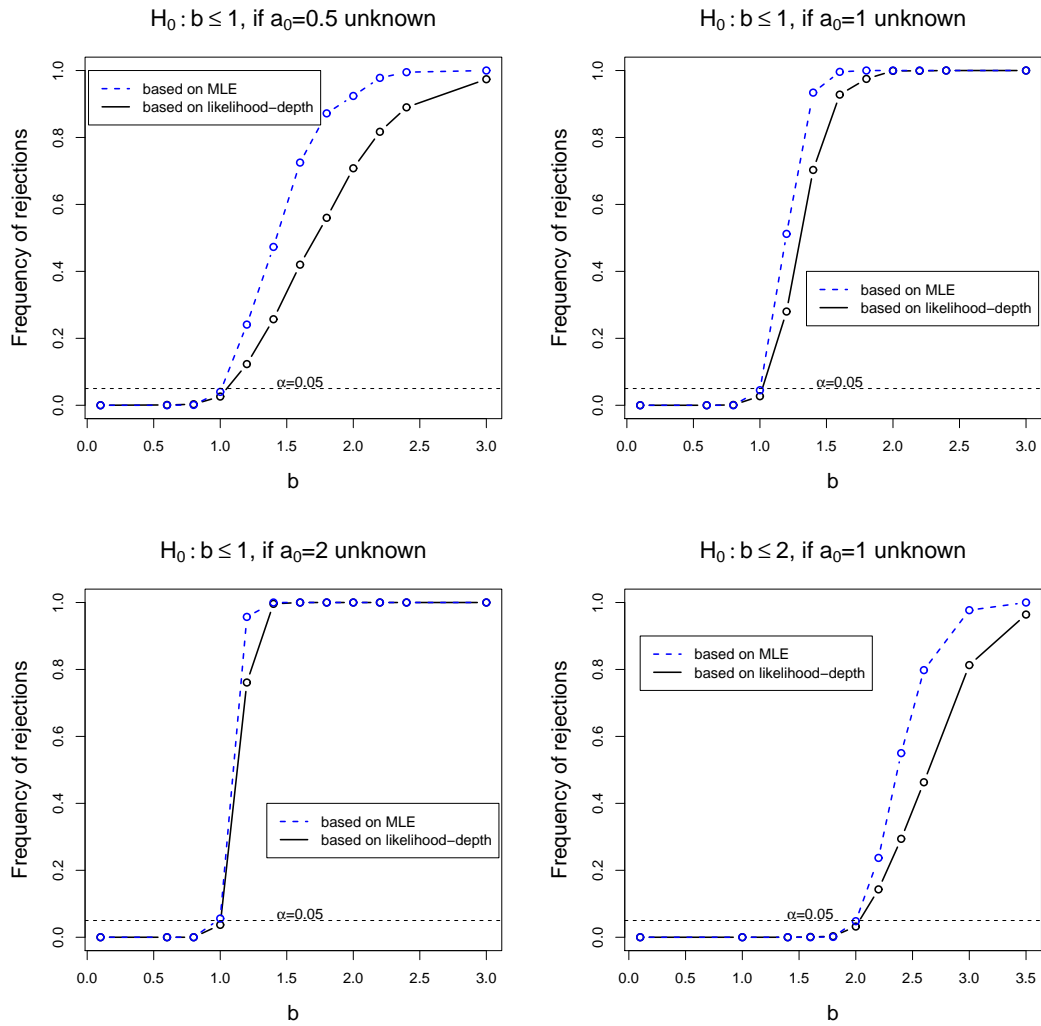 H₀ : b ≤ 1, if a₀=0.5 unknown
Frequency of rejections
1.0
0.8
0.6
0.4
0.2
0.0
based on MLE
based on likelihood−depth
α=0.05
0.0 0.5 1.0 1.5 2.0 2.5 3.0
b
H₀ : b ≤ 1, if a₀=1 unknown
Frequency of rejections
1.0
0.8
0.6
0.4
0.2
0.0
based on MLE
based on likelihood−depth
α=0.05
0.0 0.5 1.0 1.5 2.0 2.5 3.0
b
H₀ : b ≤ 1, if a₀=2 unknown
Frequency of rejections
1.0
0.8
0.6
0.4
0.2
0.0
based on MLE
based on likelihood−depth
α=0.05
0.0 0.5 1.0 1.5 2.0 2.5 3.0
b
H₀ : b ≤ 2, if a₀=1 unknown
Frequency of rejections
1.0
0.8
0.6
0.4
0.2
0.0
based on MLE
based on likelihood−depth
α=0.05
0.0 0.5 1.0 1.5 2.0 2.5 3.0 3.5
b